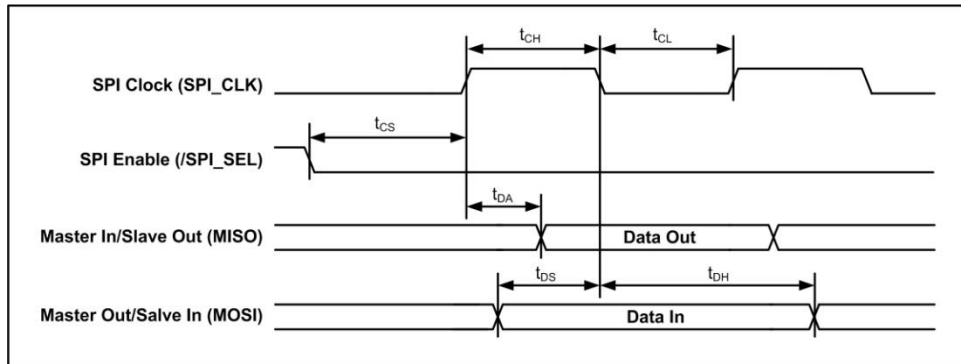 tCH
tCL
SPI Clock (SPI_CLK)
tCS
SPI Enable (/SPI_SEL)
tDA
Master In/Slave Out (MISO)
Data Out
tDS
tDH
Master Out/Salve In (MOSI)
Data In